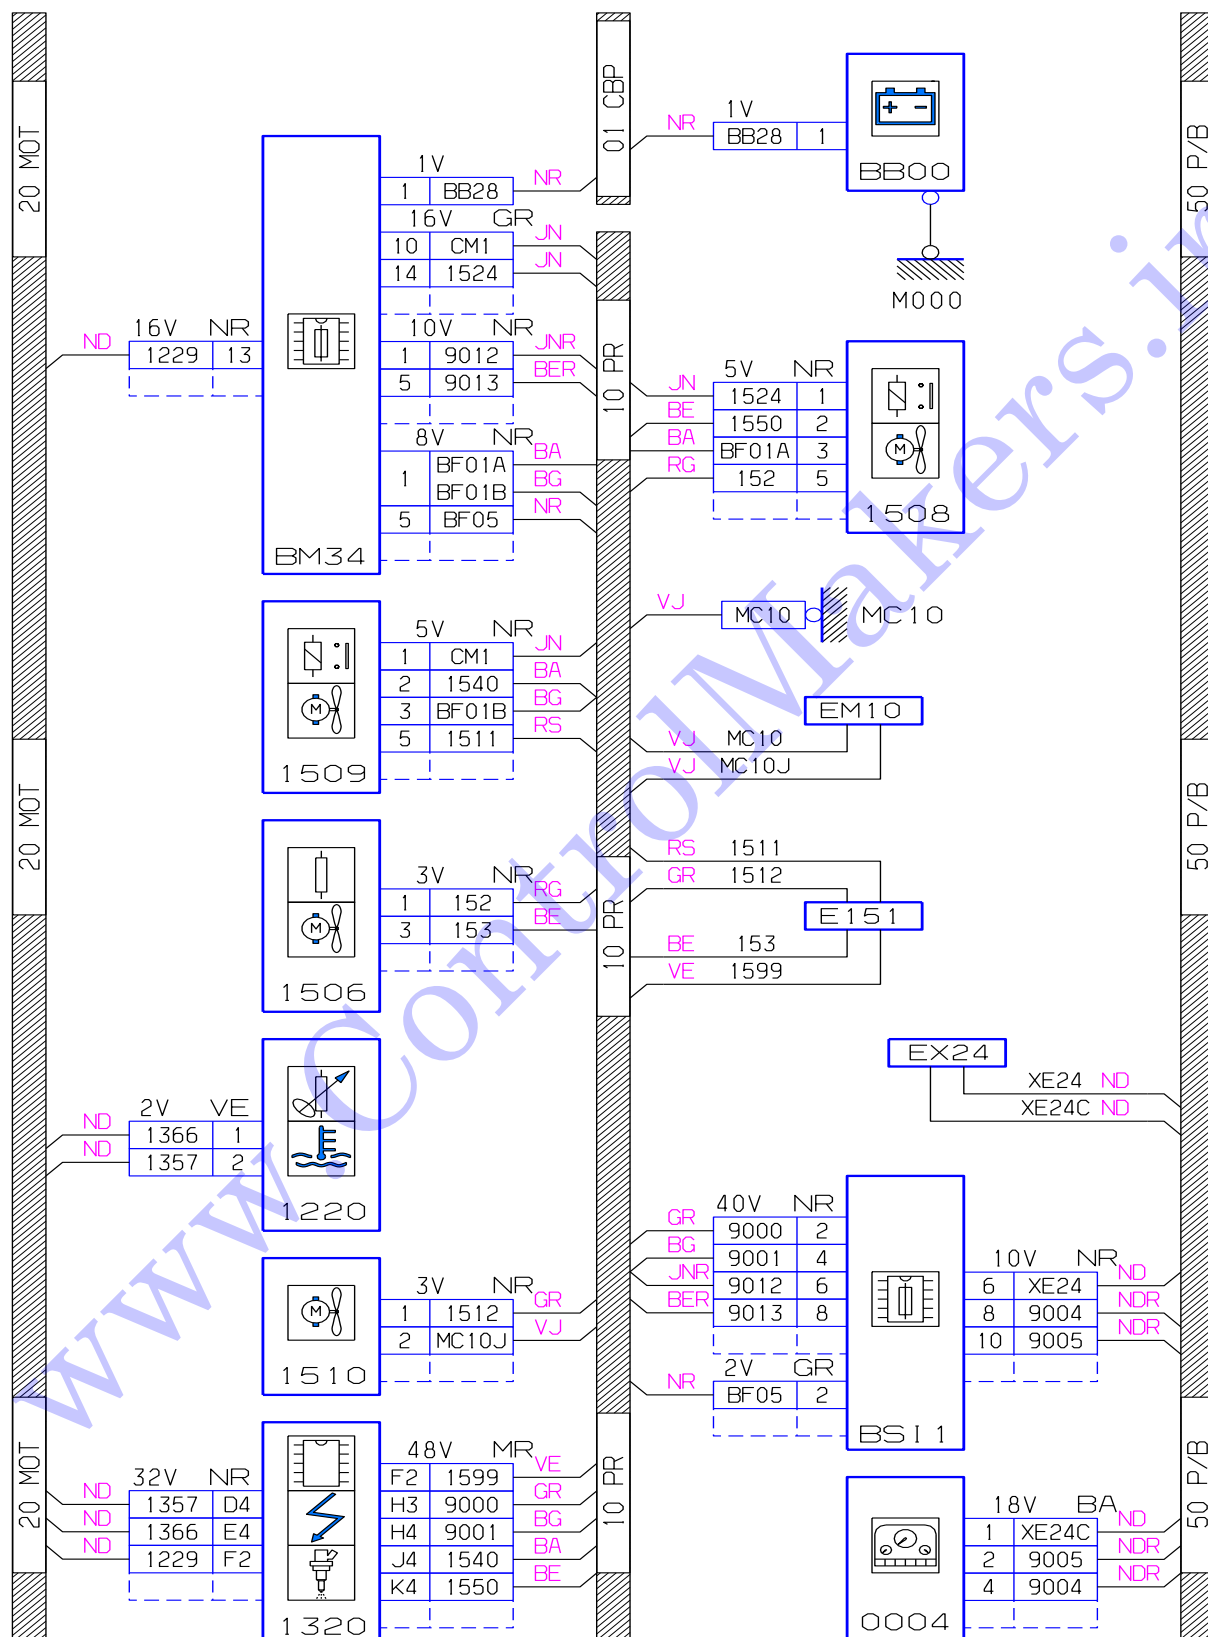 20 MOT
20 MOT
20 MOT
01 CBP
10 PR
10 PR
10 PR
50 P/B
50 P/B
50 P/B
1V
1 BB28 NR
16V GR
10 CM1 JN
14 1524 JN
10V NR
1 9012 JNR
5 9013 BER
8V NR
1 BF01A BA
BF01B BG
5 BF05 NR
16V NR
ND 1229 13
BM34
5V NR
1 CM1 JN
2 1540 BA
3 BF01B BG
5 1511 RS
1509
M
3V NR
1 152 RG
3 153 BE
1506
M
2V VE
ND 1366 1
ND 1357 2
1220
3V NR
1 1512 GR
2 MC10J VJ
1510
M
32V NR
ND 1357 D4
ND 1366 E4
ND 1229 F2
48V MR
F2 1599 VE
H3 9000 GR
H4 9001 BG
J4 1540 BA
K4 1550 BE
1320
1V
NR BB28 1
+ −
BB00
M000
5V NR
JN 1524 1
BE 1550 2
BA BF01A 3
RG 152 5
1508
M
VJ MC10 MC10
EM10
VJ MC10
VJ MC10J
RS 1511
GR 1512
E151
BE 153
VE 1599
EX24
XE24 ND
XE24C ND
40V NR
GR 9000 2
BG 9001 4
JNR 9012 6
BER 9013 8
2V GR
NR BF05 2
10V NR
6 XE24 ND
8 9004 NDR
10 9005 NDR
BSI1
18V BA
1 XE24C ND
2 9005 NDR
4 9004 NDR
0004
www.ControlMakers.ir